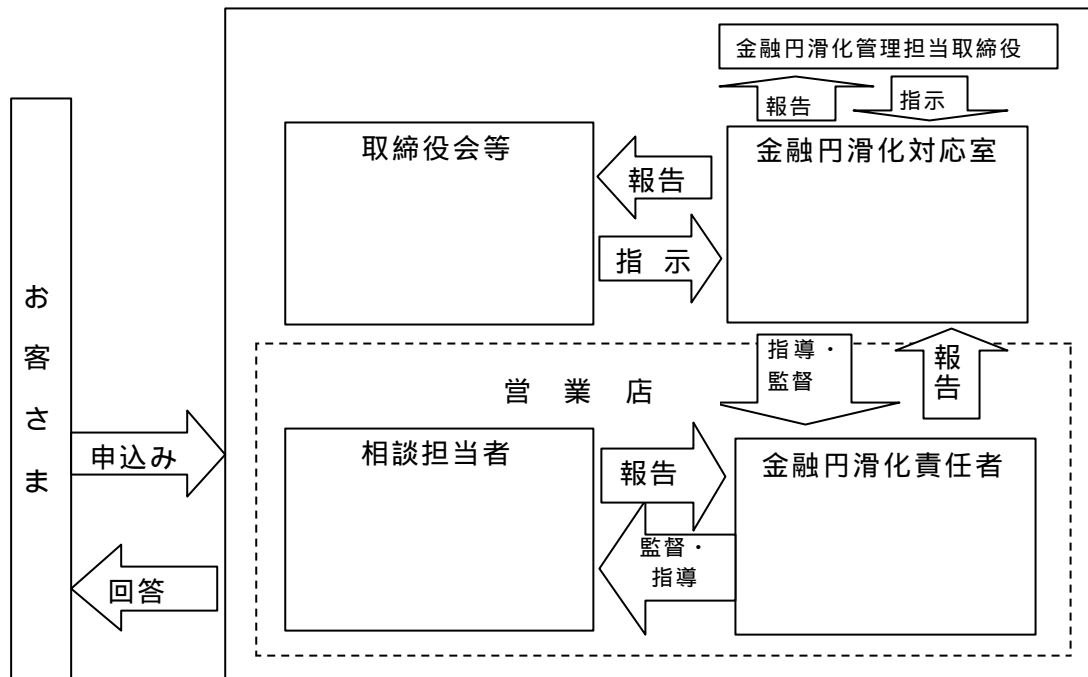 金融円滑化管理担当取締役
報告
指示
取締役会等
金融円滑化対応室
報告
指 示
お客さま
指導・
監督
報告
営 業 店
申込み
相談担当者
報告
金融円滑化責任者
監督・
指導
回答